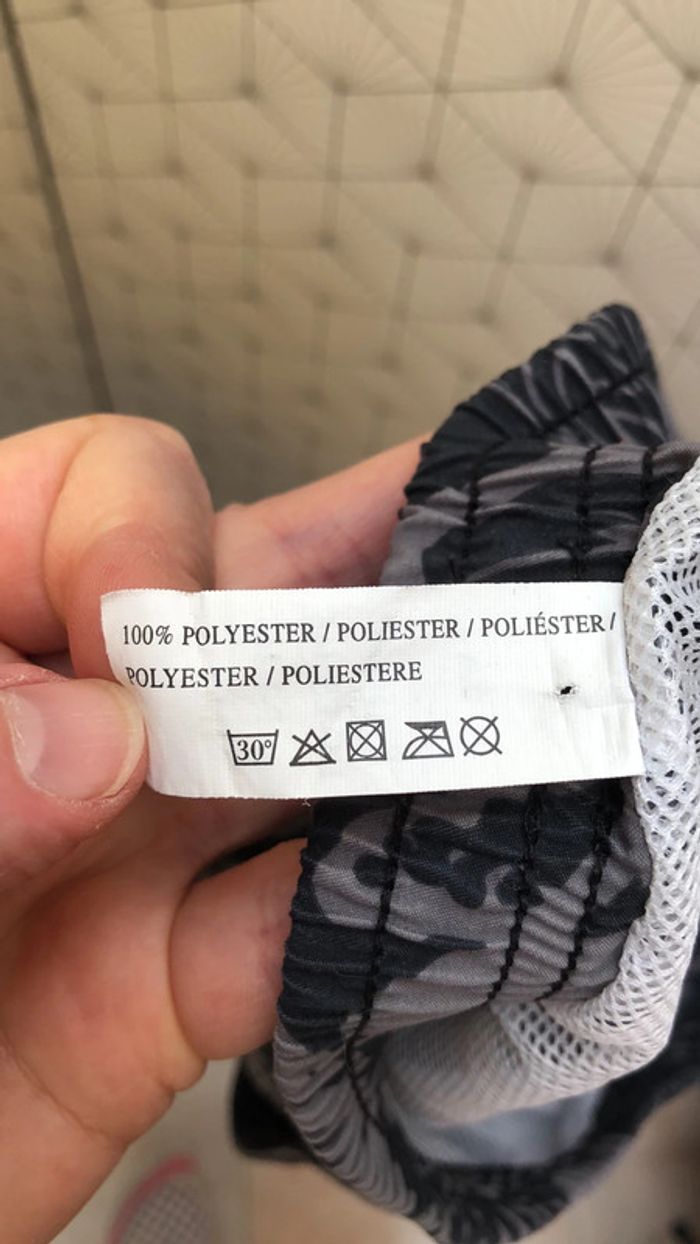 100% POLYESTER / POLIESTER / POLIÉSTER /
POLYESTER / POLIESTERE
30°